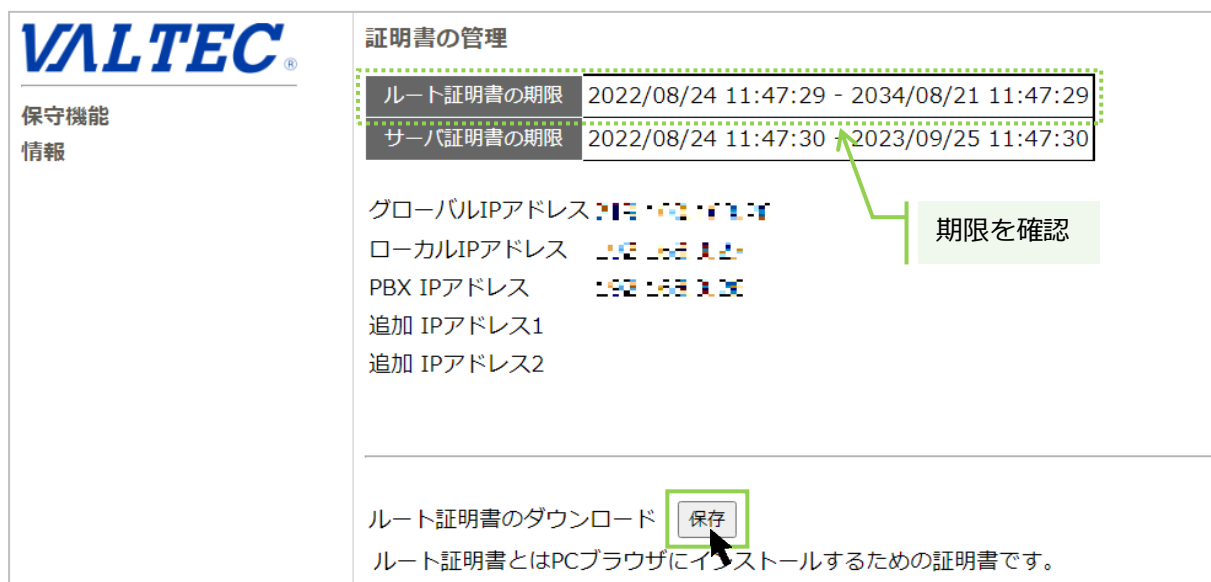 VALTEC®
保守機能
情報
証明書の管理
ルート証明書の期限 2022/08/24 11:47:29 - 2034/08/21 11:47:29
サーバ証明書の期限 2022/08/24 11:47:30 - 2023/09/25 11:47:30
期限を確認
グローバルIPアドレス
ローカルIPアドレス
PBX IPアドレス
追加 IPアドレス1
追加 IPアドレス2
ルート証明書のダウンロード 保存
ルート証明書とはPCブラウザにインストールするための証明書です。